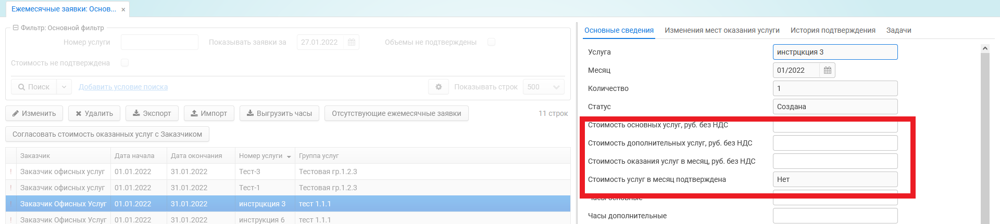 Ежемесячные заявки: Основ... ×
Фильтр: Основной фильтр
Номер услуги Показывать заявки за 27.01.2022 Объемы не подтверждены
Стоимость не подтверждена
Поиск Добавить условие поиска Показывать строк 500
Изменить Удалить Экспорт Импорт Выгрузить часы Отсутствующие ежемесячные заявки 11 строк
Согласовать стоимость оказанных услуг с Заказчиком
Заказчик Дата начала Дата окончания Номер услуги Группа услуг
! Заказчик офисных услуг 01.01.2022 31.01.2022 Тест-3 Тестовая гр.1.2.3
! Заказчик офисных услуг 01.01.2022 31.01.2022 Тест-1 Тестовая гр.1.2.3
! Заказчик Офисных Услуг 01.01.2022 31.01.2022 инстрцкция 3 тест 1.1.1
! Заказчик Офисных Услуг 01.01.2022 31.01.2022 инструкция 6 тест 1.1.1
Основные сведения Изменения мест оказания услуги История подтверждения Задачи
Услуга инстрцкция 3
Месяц 01/2022
Количество 1
Статус Создана
Стоимость основных услуг, руб. без НДС
Стоимость дополнительных услуг, руб. без НДС
Стоимость оказания услуг в месяц, руб. без НДС
Стоимость услуг в месяц подтверждена Нет
Часы основные
Часы дополнительные